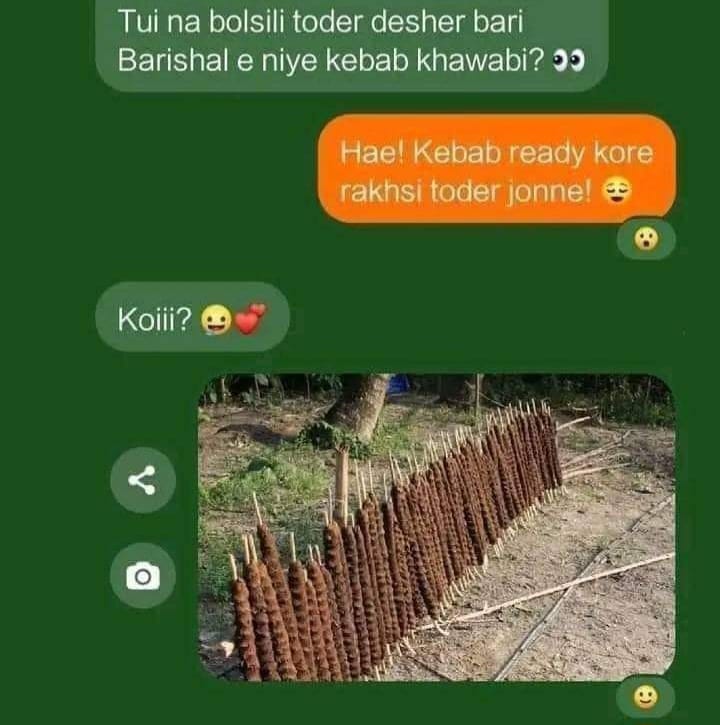 Tui na bolsili toder desher bari
Barishal e niye kebab khawabi? 👀
Hae! Kebab ready kore
rakhsi toder jonne! 😌
Koiii? 😀💕